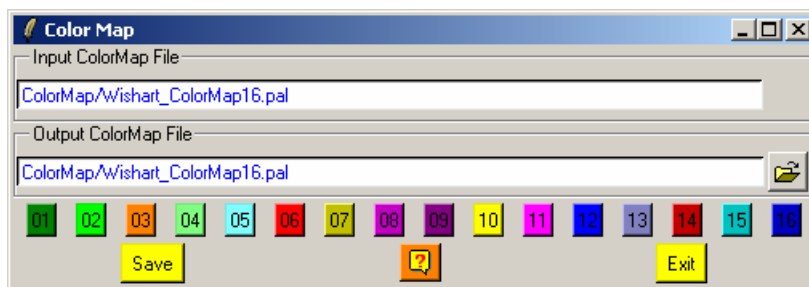 Color Map
Input ColorMap File
ColorMap/Wishart_ColorMap16.pal
Output ColorMap File
ColorMap/Wishart_ColorMap16.pal
01 02 03 04 05 06 07 08 09 10 11 12 13 14 15 16
Save ? Exit